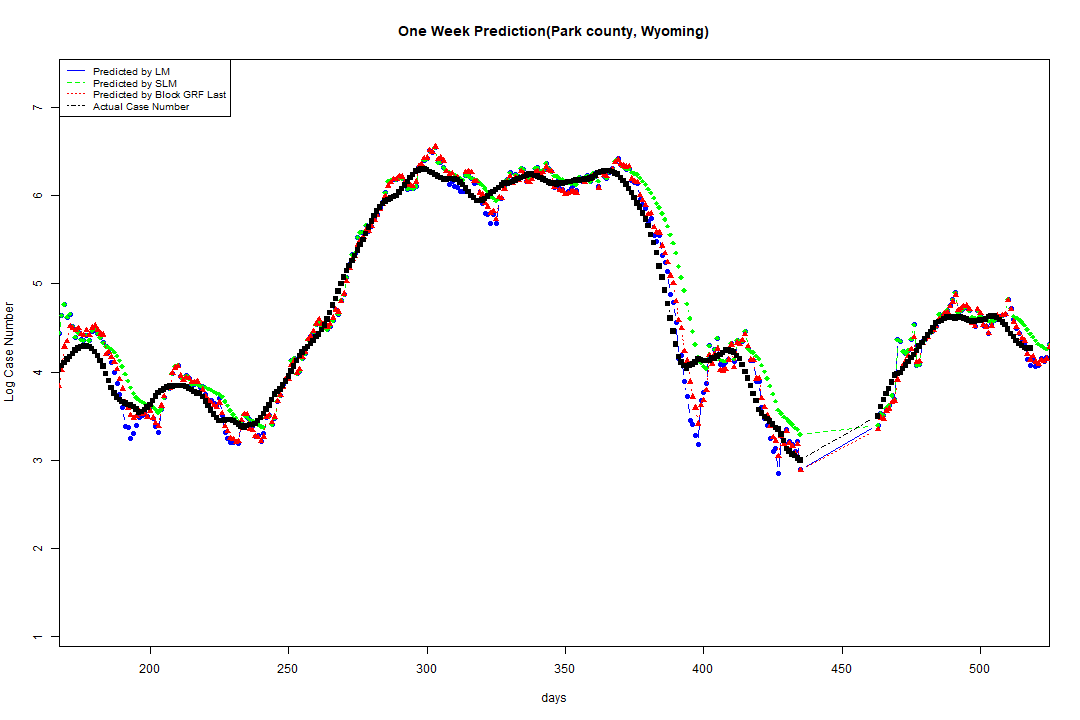 One Week Prediction(Park county, Wyoming)
Predicted by LM
Predicted by SLM
Predicted by Block GRF Last
Actual Case Number
7
6
5
4
3
2
1
Log Case Number
200 250 300 350 400 450 500
days